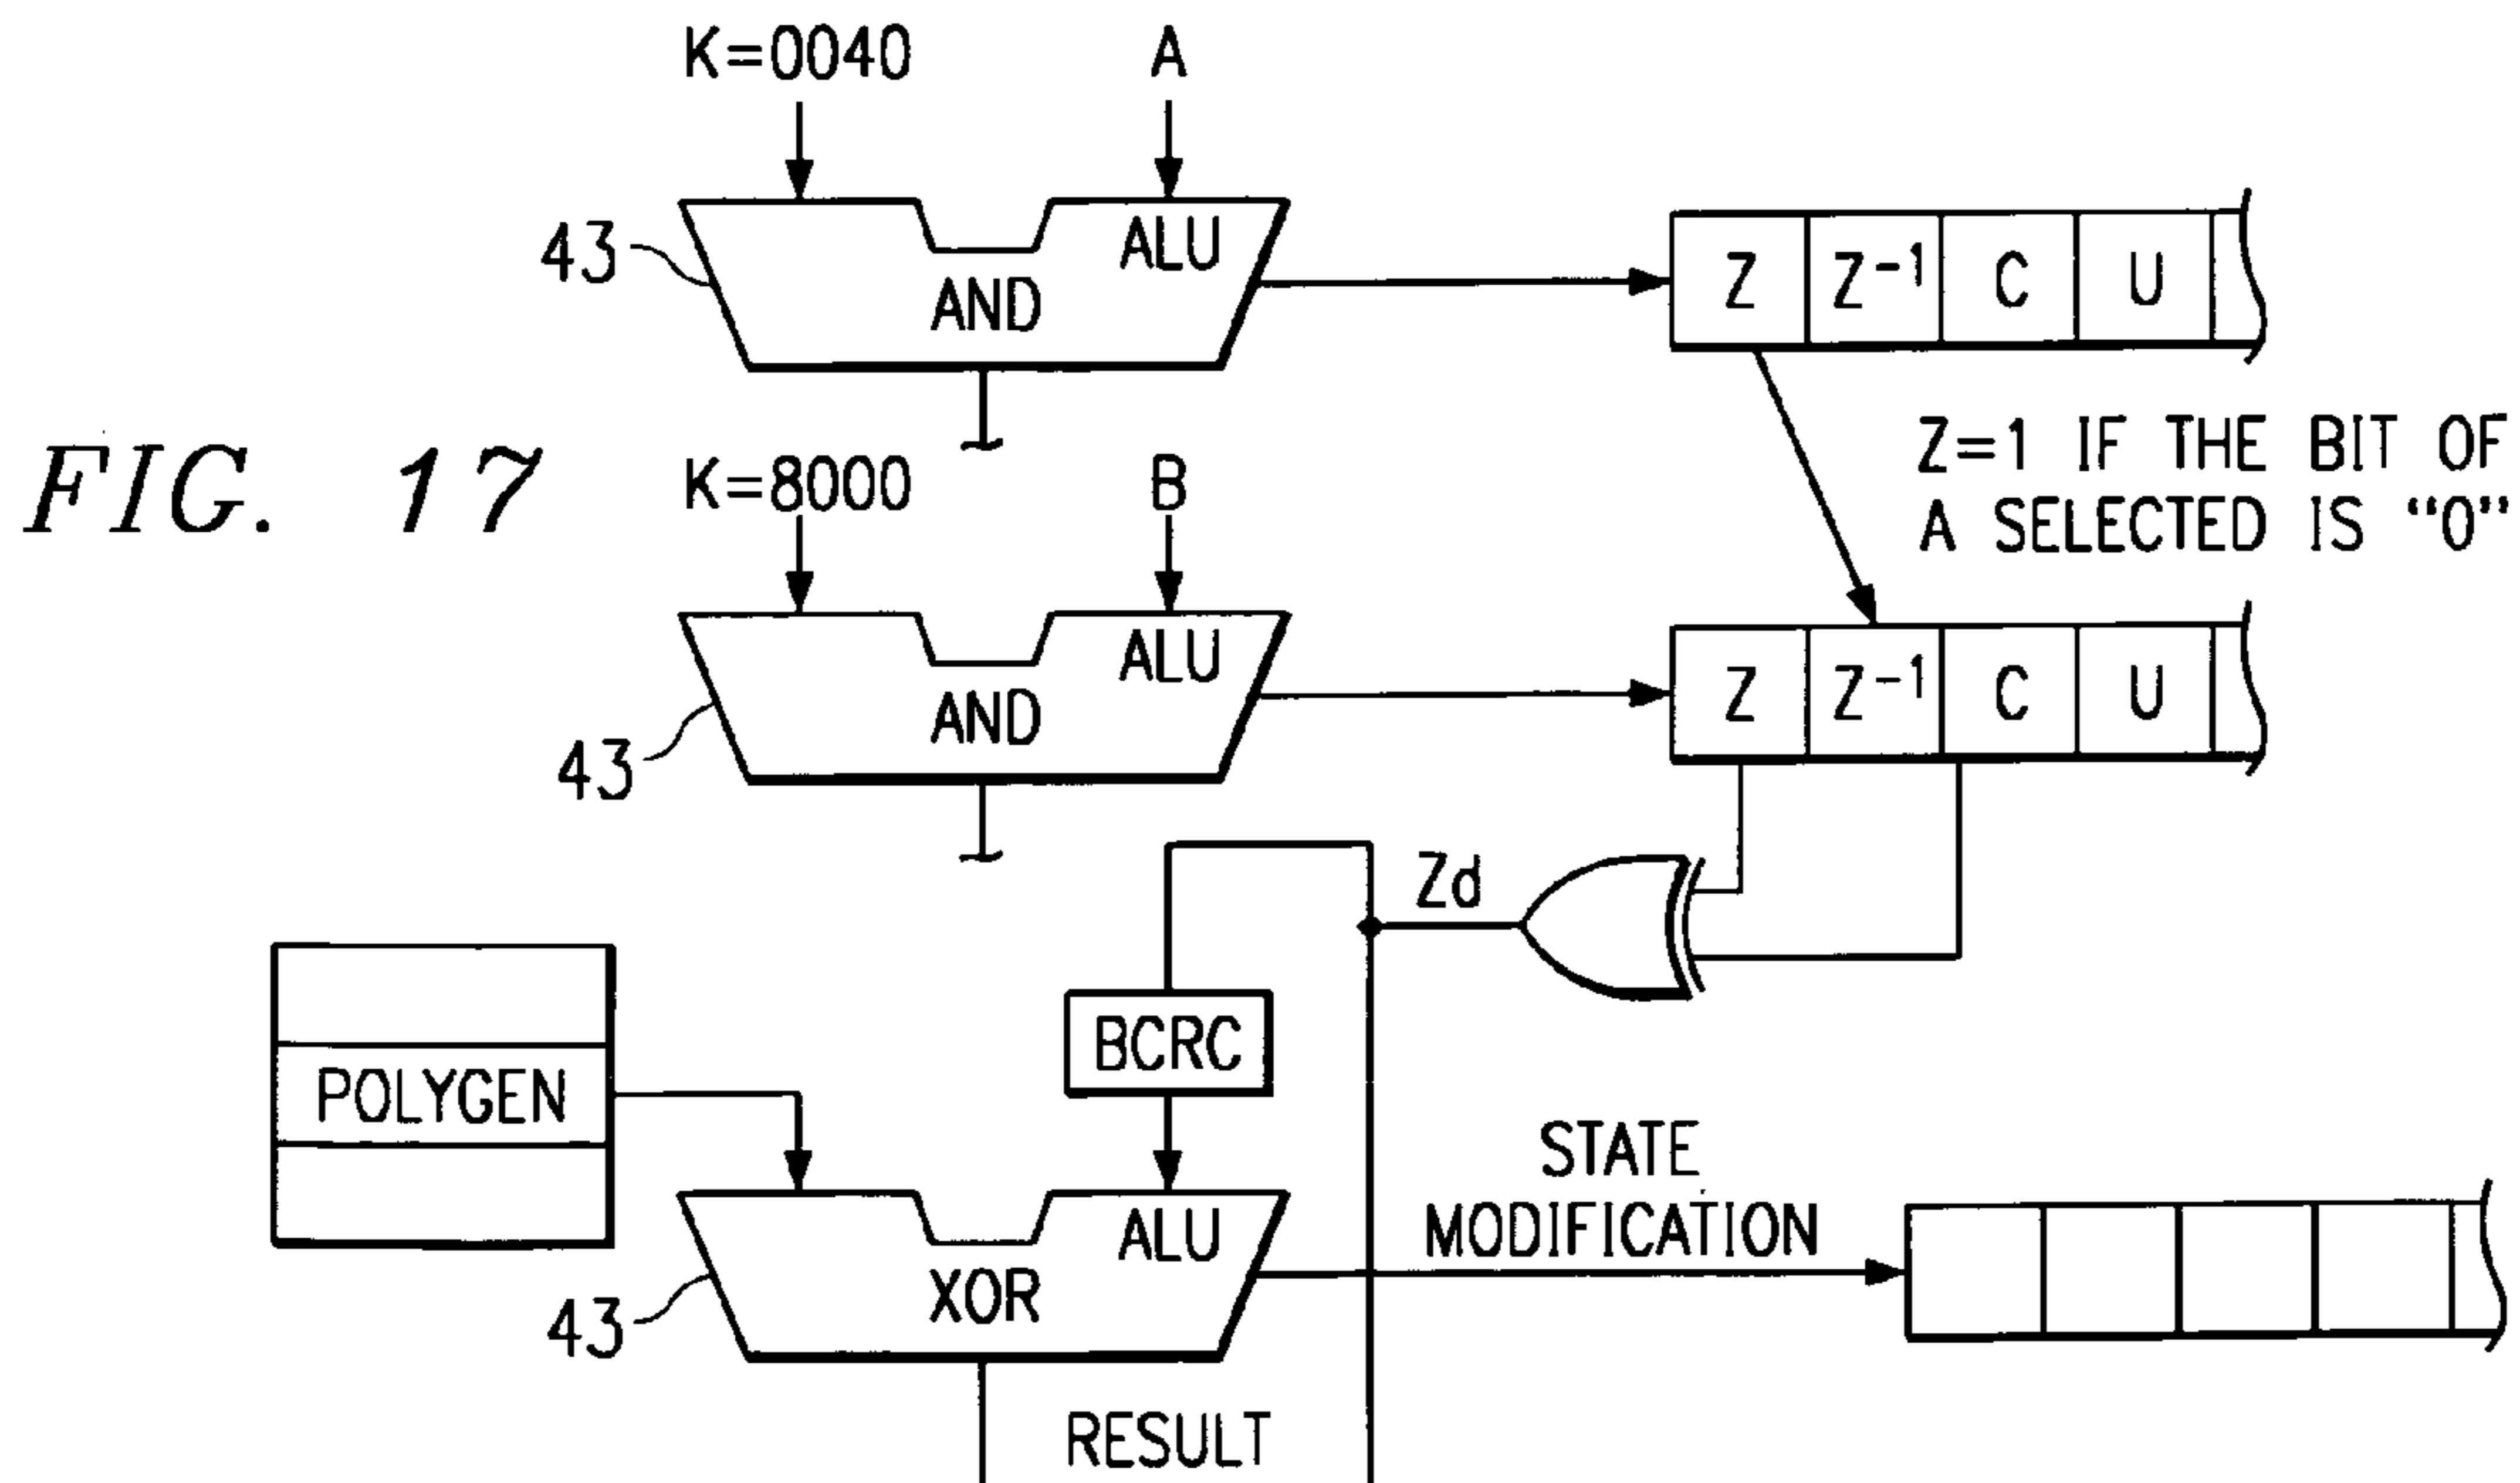 K=0040 A
43 ALU
AND
Z Z-1 C U
FIG. 17
Z=1 IF THE BIT OF
A SELECTED IS “0”
K=8000 B
43 ALU
AND
Z Z-1 C U
Zd
BCRC
POLYGEN
43 ALU
XOR
STATE
MODIFICATION
RESULT